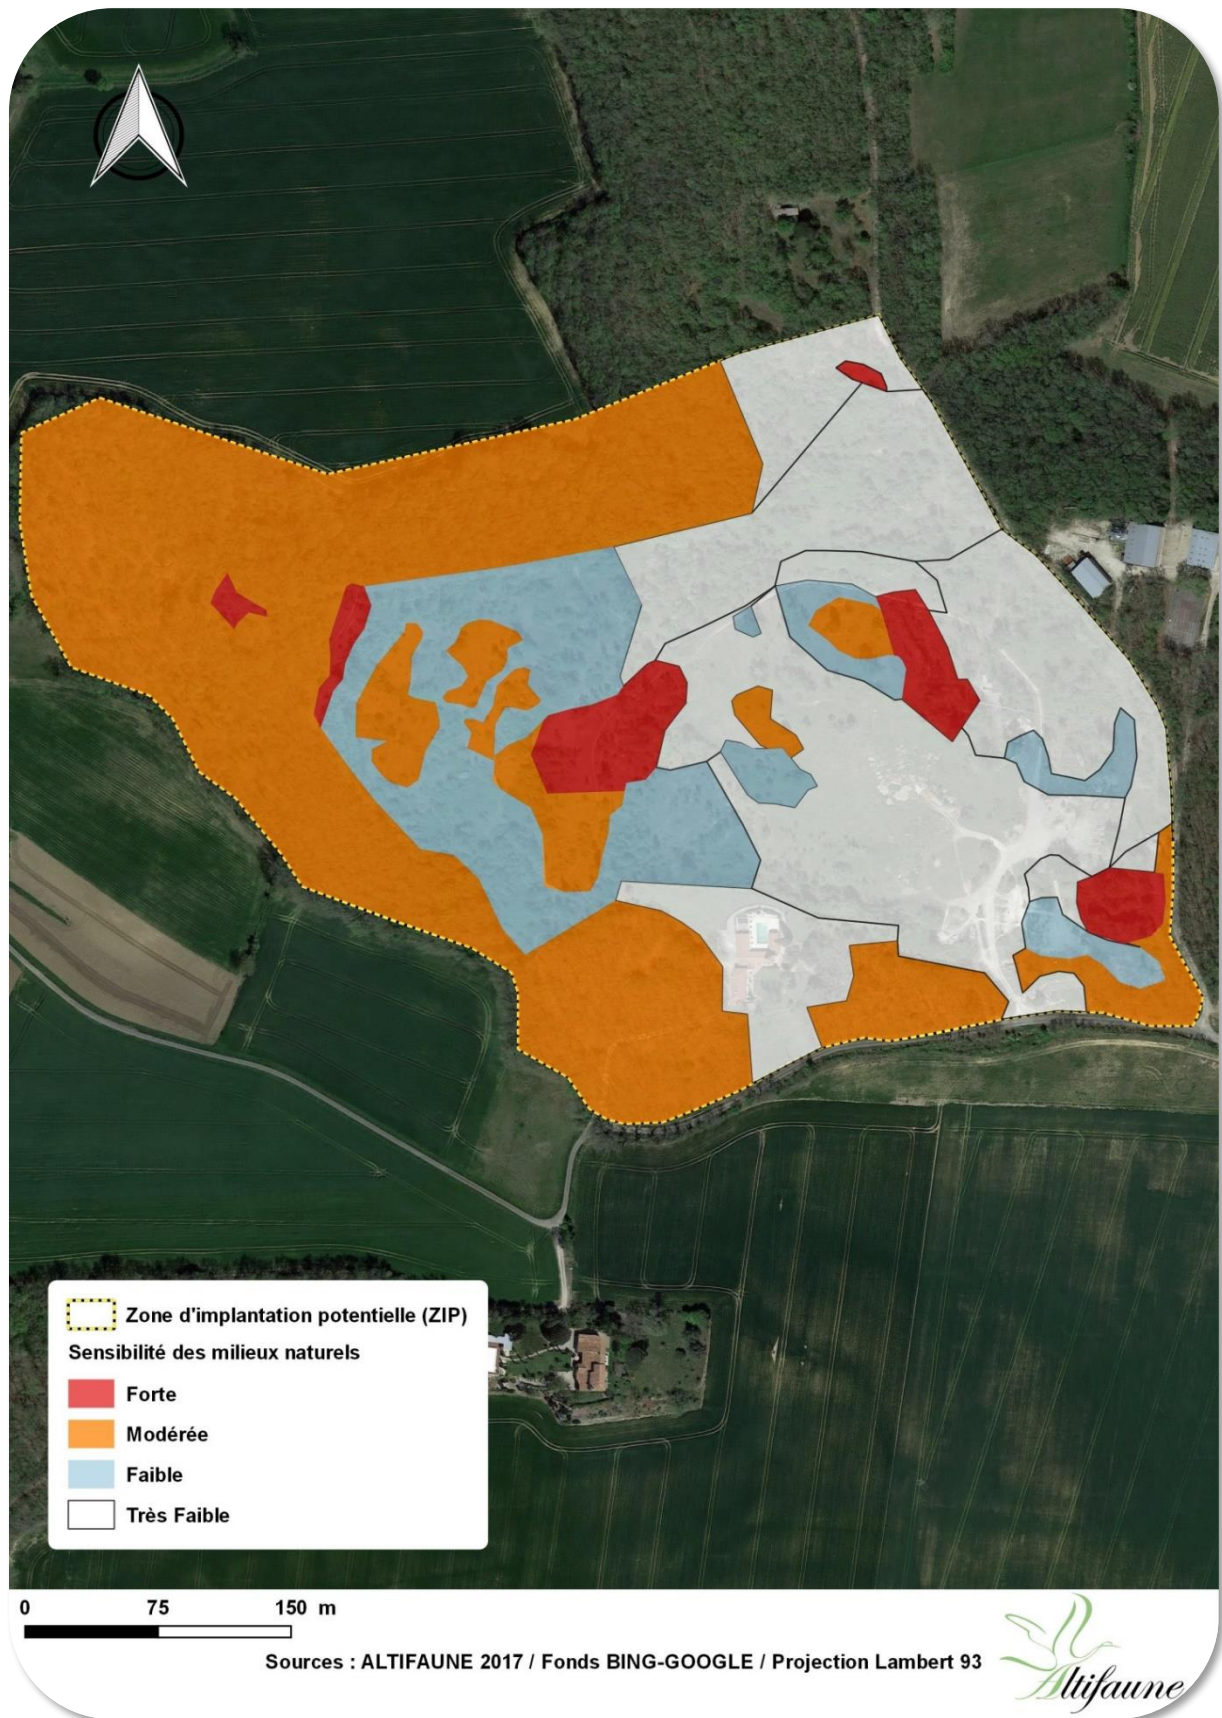 Zone d'implantation potentielle (ZIP)
Sensibilité des milieux naturels
Forte
Modérée
Faible
Très Faible
0 75 150 m
Sources : ALTIFAUNE 2017 / Fonds BING-GOOGLE / Projection Lambert 93
Altifaune